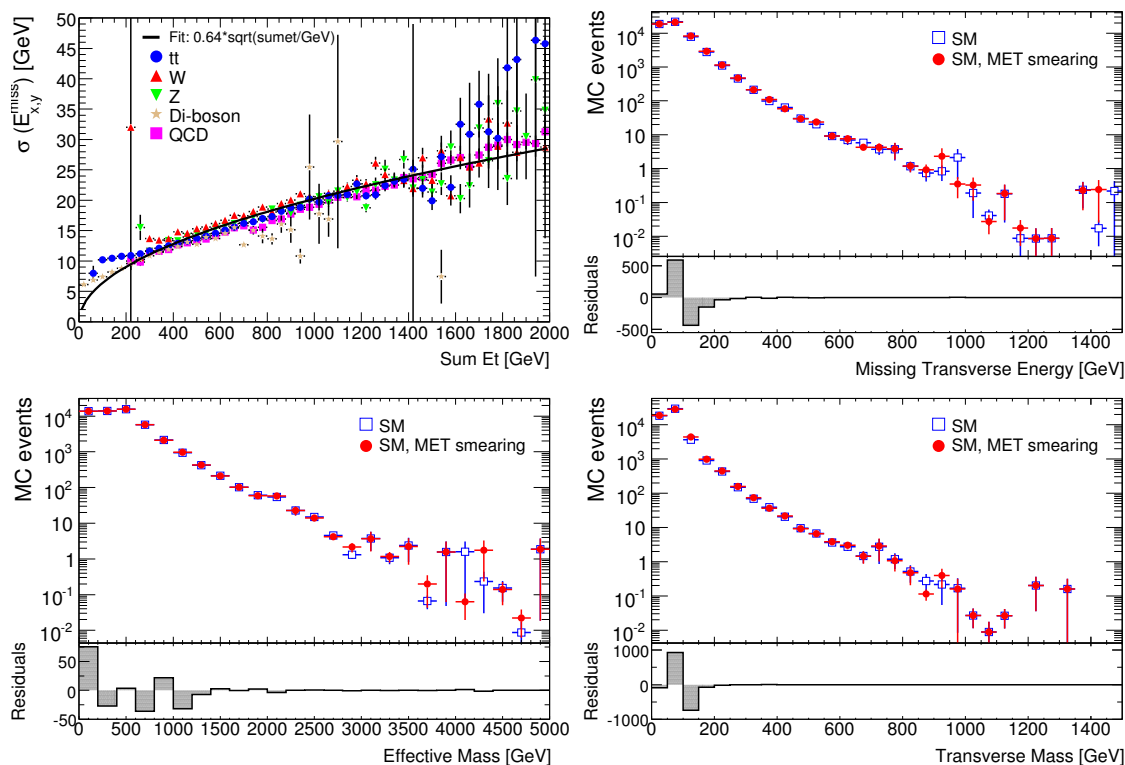 σ (E^miss_x,y) [GeV]
50
45
40
35
30
25
20
15
10
5
0
Fit: 0.64*sqrt(sumet/GeV)
tt
W
Z
Di-boson
QCD
0 200 400 600 800 1000 1200 1400 1600 1800 2000
Sum Et [GeV]
MC events
10^4
10^3
10^2
10
1
10^-1
10^-2
SM
SM, MET smearing
Residuals
500
0
-500
0 200 400 600 800 1000 1200 1400
Missing Transverse Energy [GeV]
MC events
10^4
10^3
10^2
10
1
10^-1
10^-2
SM
SM, MET smearing
Residuals
50
0
-50
0 500 1000 1500 2000 2500 3000 3500 4000 4500 5000
Effective Mass [GeV]
MC events
10^4
10^3
10^2
10
1
10^-1
10^-2
SM
SM, MET smearing
Residuals
1000
0
-1000
0 200 400 600 800 1000 1200 1400
Transverse Mass [GeV]